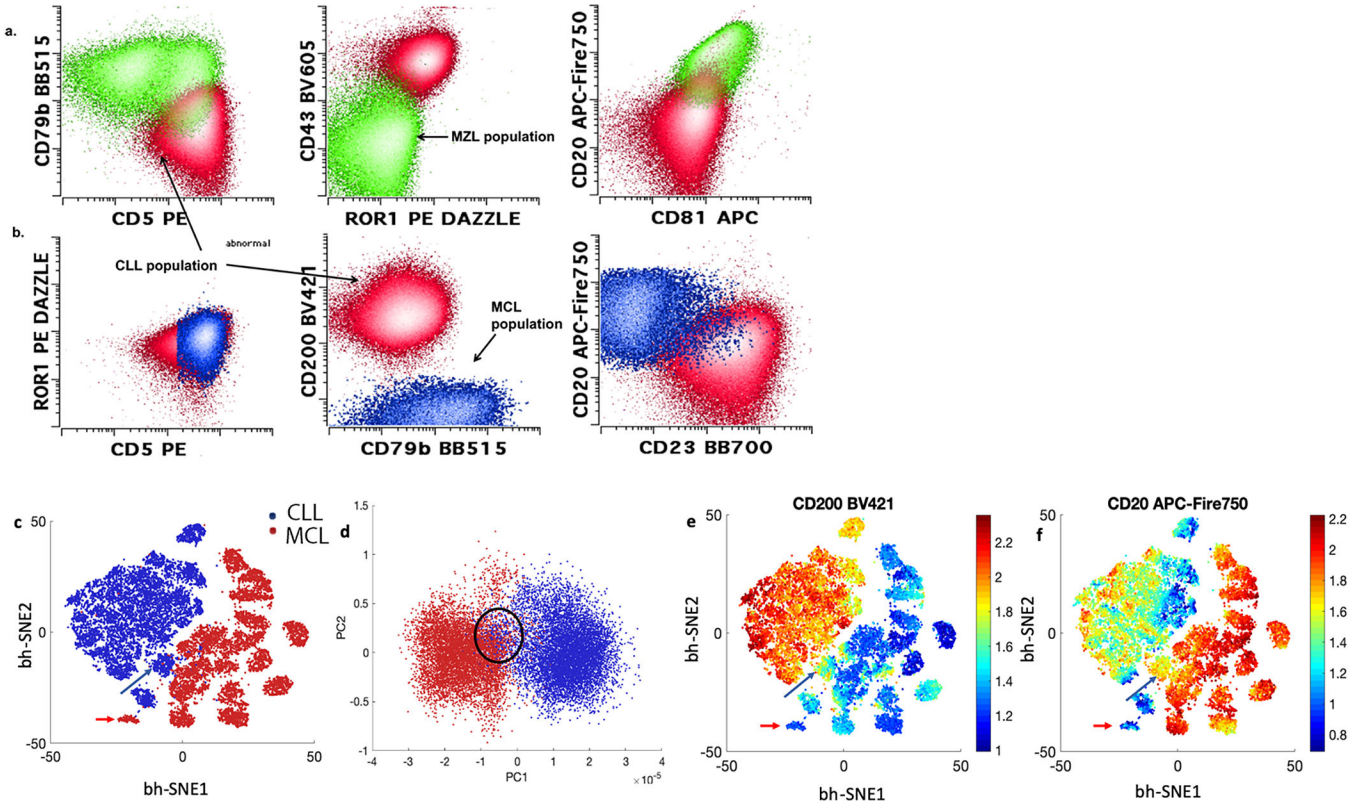 a.
CD79b BB515
CD5 PE
CD43 BV605
MZL population
ROR1 PE DAZZLE
CD20 APC-Fire750
CD81 APC
b.
ROR1 PE DAZZLE
CD5 PE
CLL population
abnormal
CD200 BV421
MCL
population
CD79b BB515
CD20 APC-Fire750
CD23 BB700
c
50
0
-50
bh-SNE2
CLL
MCL
-50
0
50
bh-SNE1
d
1.5
1
0.5
0
-0.5
-1
PC2
-4
-3
-2
-1
0
1
2
3
4
PC1
×10-5
e
CD200 BV421
50
0
-50
bh-SNE2
-50
0
50
bh-SNE1
2.2
2
1.8
1.6
1.4
1.2
1
f
CD20 APC-Fire750
50
0
-50
bh-SNE2
-50
0
50
bh-SNE1
2.2
2
1.8
1.6
1.4
1.2
1
0.8